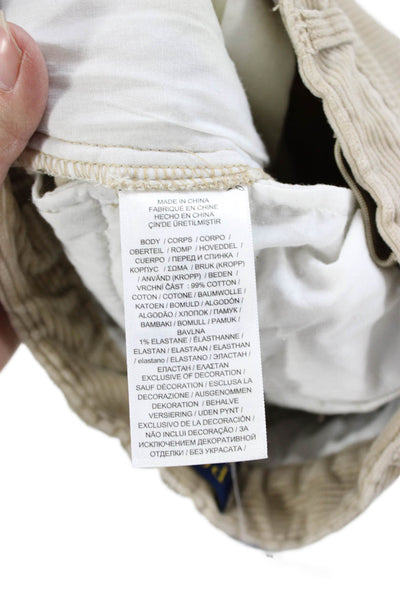 MADE IN CHINA
FABRIQUÉ EN CHINE
HECHO EN CHINA
ÇİN'DE ÜRETİLMİŞTİR
BODY / CORPS / CORPO /
OBERTEIL / ROMP / HOVEDDEL /
CUERPO / ПЕРЕД И СПИНКА /
КОРПУС / ΣΩΜΑ / BRUK (KROPP)
/ ANVÄND (KROPP) / BEDEN /
VRCHNÍ ČÁST : 99% COTTON /
COTON / COTONE / BAUMWOLLE /
KATOEN / BOMULD / ALGODÓN /
ALGODÃO / ХЛОПОК / ПАМУК /
ΒΑΜΒΑΚΙ / BOMULL / PAMUK /
BAVLNA
1% ELASTANE / ÉLASTHANNE /
ELASTAN / ELASTAAN / ELASTHAN
/ elastano / ELASTANO / ЭЛАСТАН /
ΕΛΑΣΤΑΝ / ЕЛАСТАН
EXCLUSIVE OF DECORATION /
SAUF DÉCORATION / ESCLUSA LA
DECORAZIONE / AUSGENOMMEN
DEKORATION / BEHALVE
VERSIERING / UDEN PYNT /
EXCLUSIVO DE LA DECORACIÓN /
NÃO INCLUI DECORAÇÃO / ЗА
ИСКЛЮЧЕНИЕМ ДЕКОРАТИВНОЙ
ОТДЕЛКИ / БЕЗ УКРАСАТА /